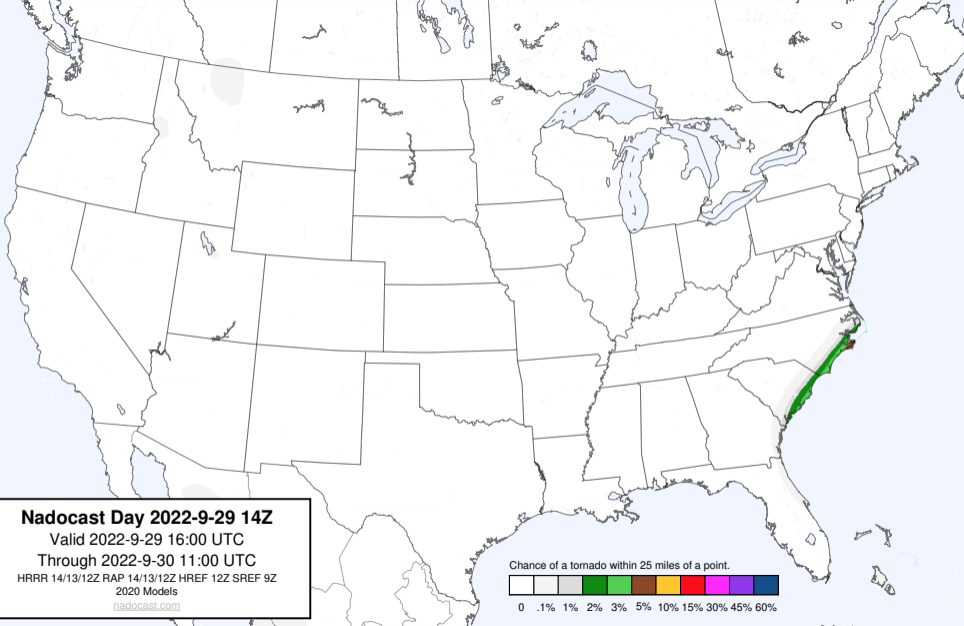 Nadocast Day 2022-9-29 14Z
Valid 2022-9-29 16:00 UTC
Through 2022-9-30 11:00 UTC
HRRR 14/13/12Z RAP 14/13/12Z HREF 12Z SREF 9Z
2020 Models
nadocast.com
Chance of a tornado within 25 miles of a point.
0 .1% 1% 2% 3% 5% 10% 15% 30% 45% 60%